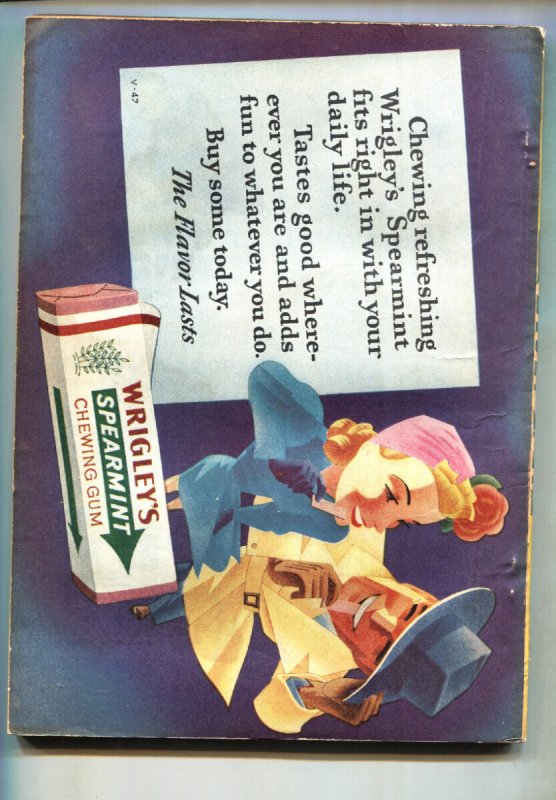 Chewing refreshing
Wrigley's Spearmint
fits right in with your
daily life.
Tastes good where-
ever you are and adds
fun to whatever you do.
Buy some today.
The Flavor Lasts
V-47
WRIGLEY'S
SPEARMINT
CHEWING GUM